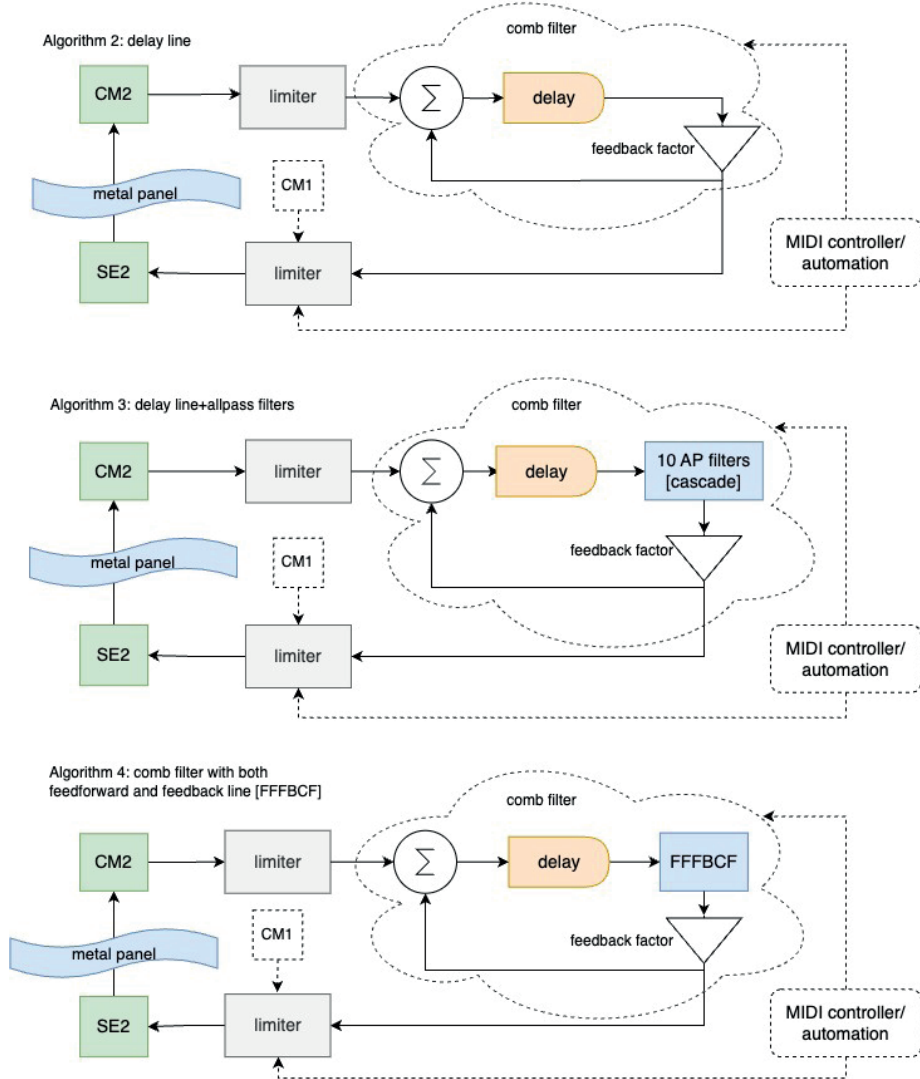 Algorithm 2: delay line
comb filter
CM2
limiter
∑
delay
feedback factor
metal panel
CM1
MIDI controller/
automation
SE2
limiter
Algorithm 3: delay line+allpass filters
comb filter
CM2
limiter
∑
delay
10 AP filters
[cascade]
feedback factor
metal panel
CM1
SE2
limiter
MIDI controller/
automation
Algorithm 4: comb filter with both
feedforward and feedback line [FFFBCF]
comb filter
CM2
limiter
∑
delay
FFFBCF
feedback factor
CM1
metal panel
SE2
limiter
MIDI controller/
automation